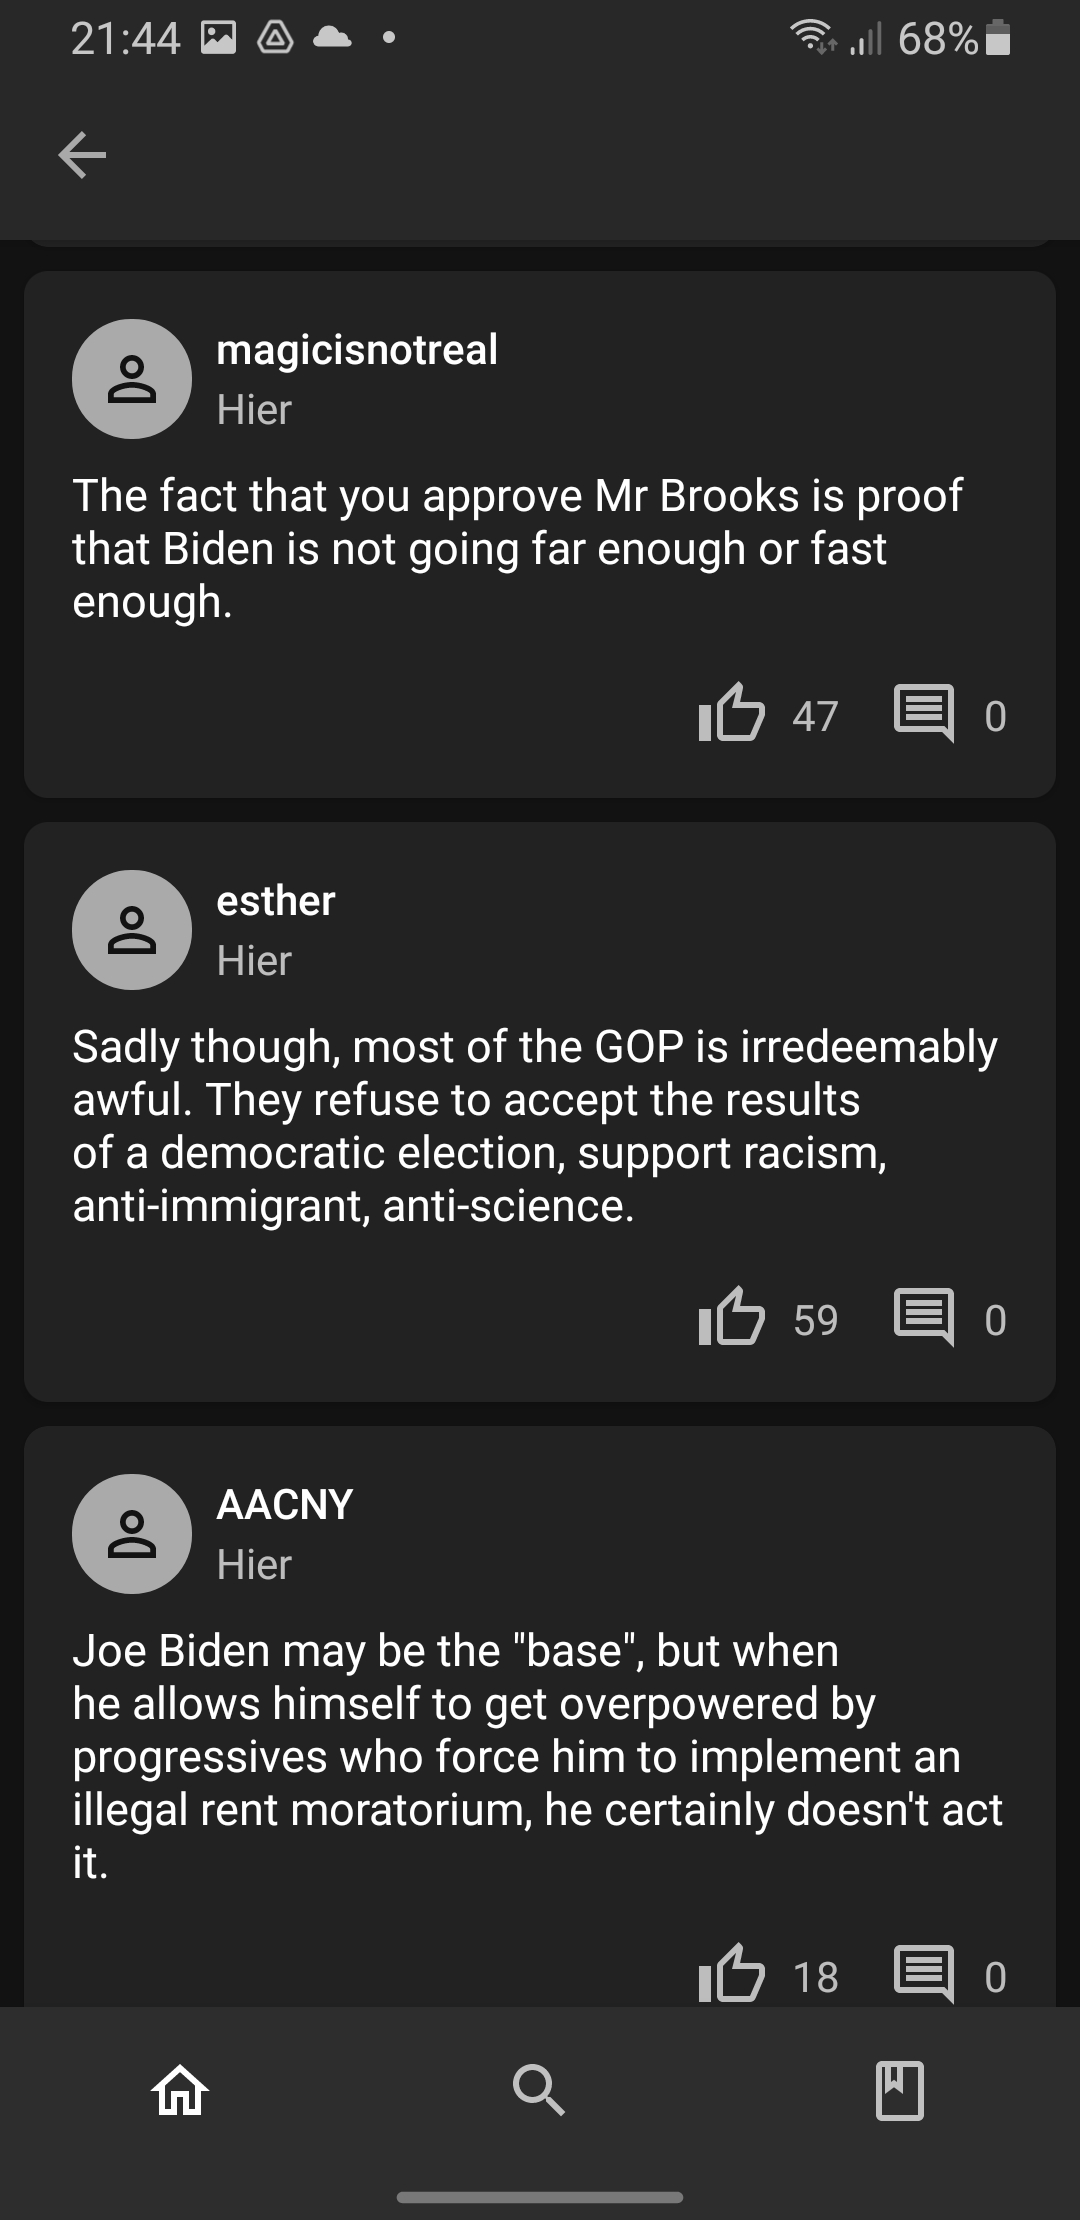 21:44
68%
magicisnotreal
Hier
The fact that you approve Mr Brooks is proof
that Biden is not going far enough or fast
enough.
47
0
esther
Hier
Sadly though, most of the GOP is irredeemably
awful. They refuse to accept the results
of a democratic election, support racism,
anti-immigrant, anti-science.
59
0
AACNY
Hier
Joe Biden may be the "base", but when
he allows himself to get overpowered by
progressives who force him to implement an
illegal rent moratorium, he certainly doesn't act
it.
18
0